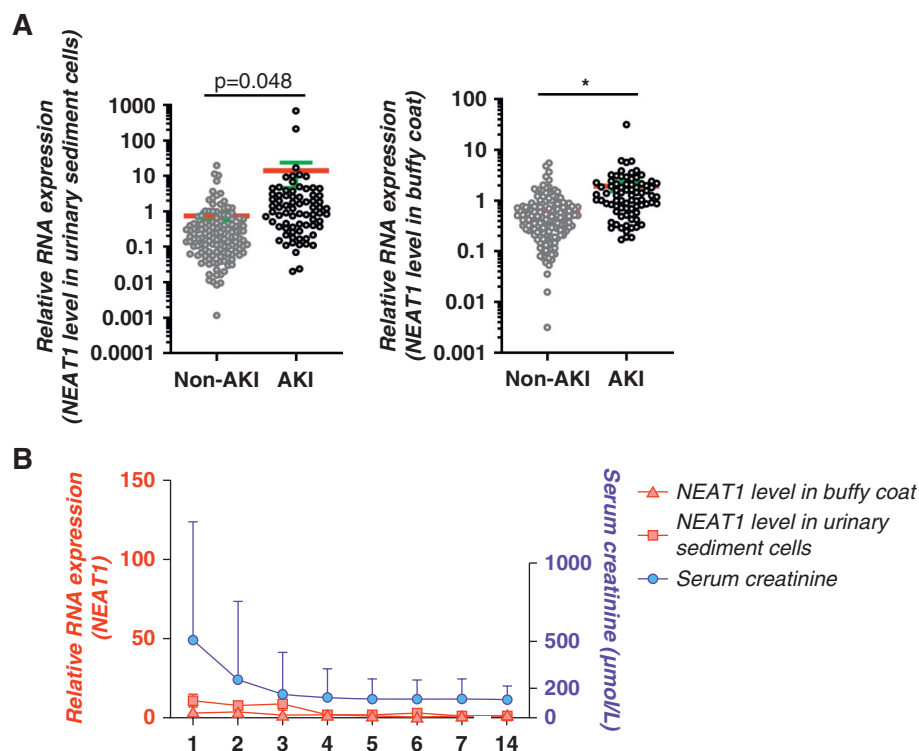 A
Relative RNA expression
(NEAT1 level in urinary sediment cells)
p=0.048
1000
100
10
1
0.1
0.01
0.001
0.0001
Non-AKI AKI
Relative RNA expression
(NEAT1 level in buffy coat)
*
100
10
1
0.1
0.01
0.001
Non-AKI AKI
B
Relative RNA expression
(NEAT1)
150
100
50
0
1 2 3 4 5 6 7 14
1000
500
200
0
Serum creatinine (μmol/L)
NEAT1 level in buffy coat
NEAT1 level in urinary
sediment cells
Serum creatinine